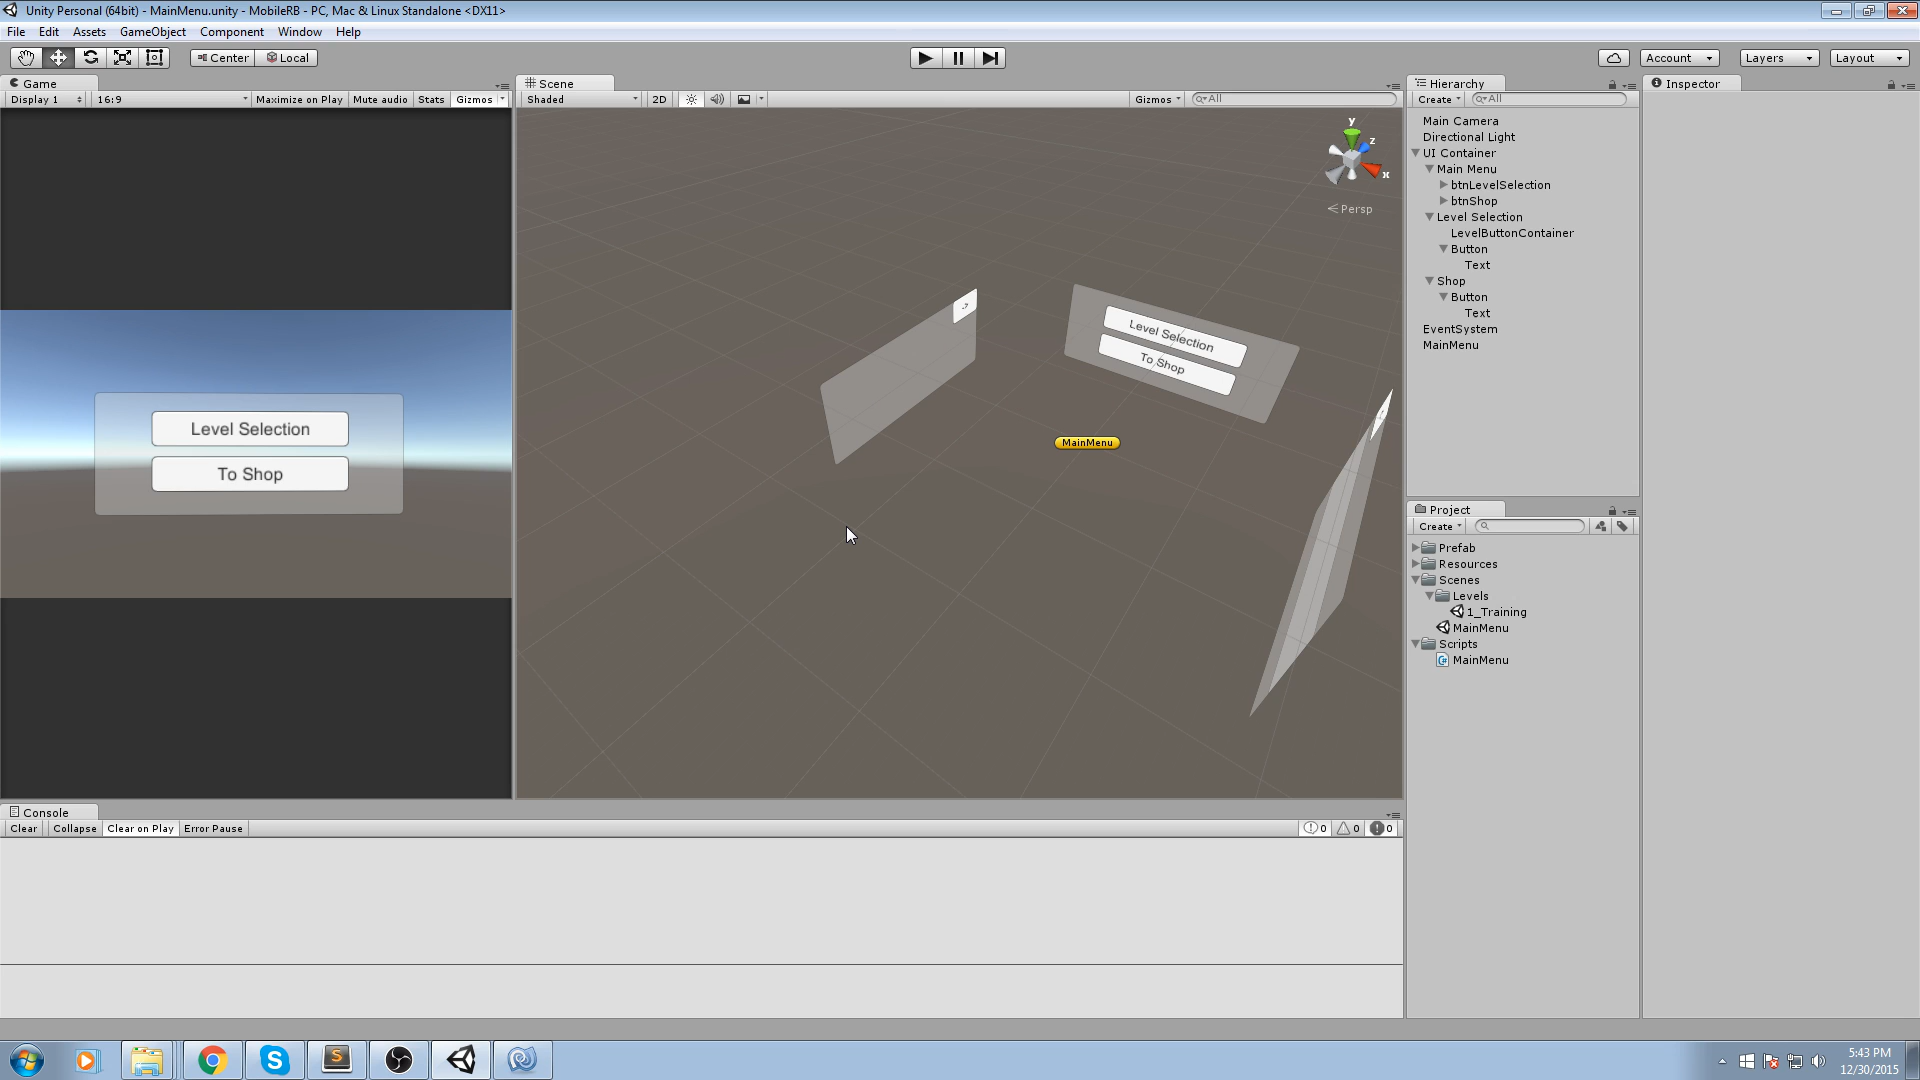 Unity Personal (64bit) - MainMenu.unity - MobileRB - PC, Mac & Linux Standalone <DX11>
File Edit Assets GameObject Component Window Help
Center Local
Account Layers Layout
Game
Display 1 16:9 Maximize on Play Mute audio Stats Gizmos
Level Selection
To Shop
Scene
Shaded 2D Gizmos All
y
z
x
Persp
Level Selection
To Shop
MainMenu
Hierarchy
Create All
Main Camera
Directional Light
UI Container
Main Menu
btnLevelSelection
btnShop
Level Selection
LevelButtonContainer
Button
Text
Shop
Button
Text
EventSystem
MainMenu
Inspector
Project
Create
Prefab
Resources
Scenes
Levels
1_Training
MainMenu
Scripts
MainMenu
Console
Clear Collapse Clear on Play Error Pause 0 0 0
5:43 PM
12/30/2015